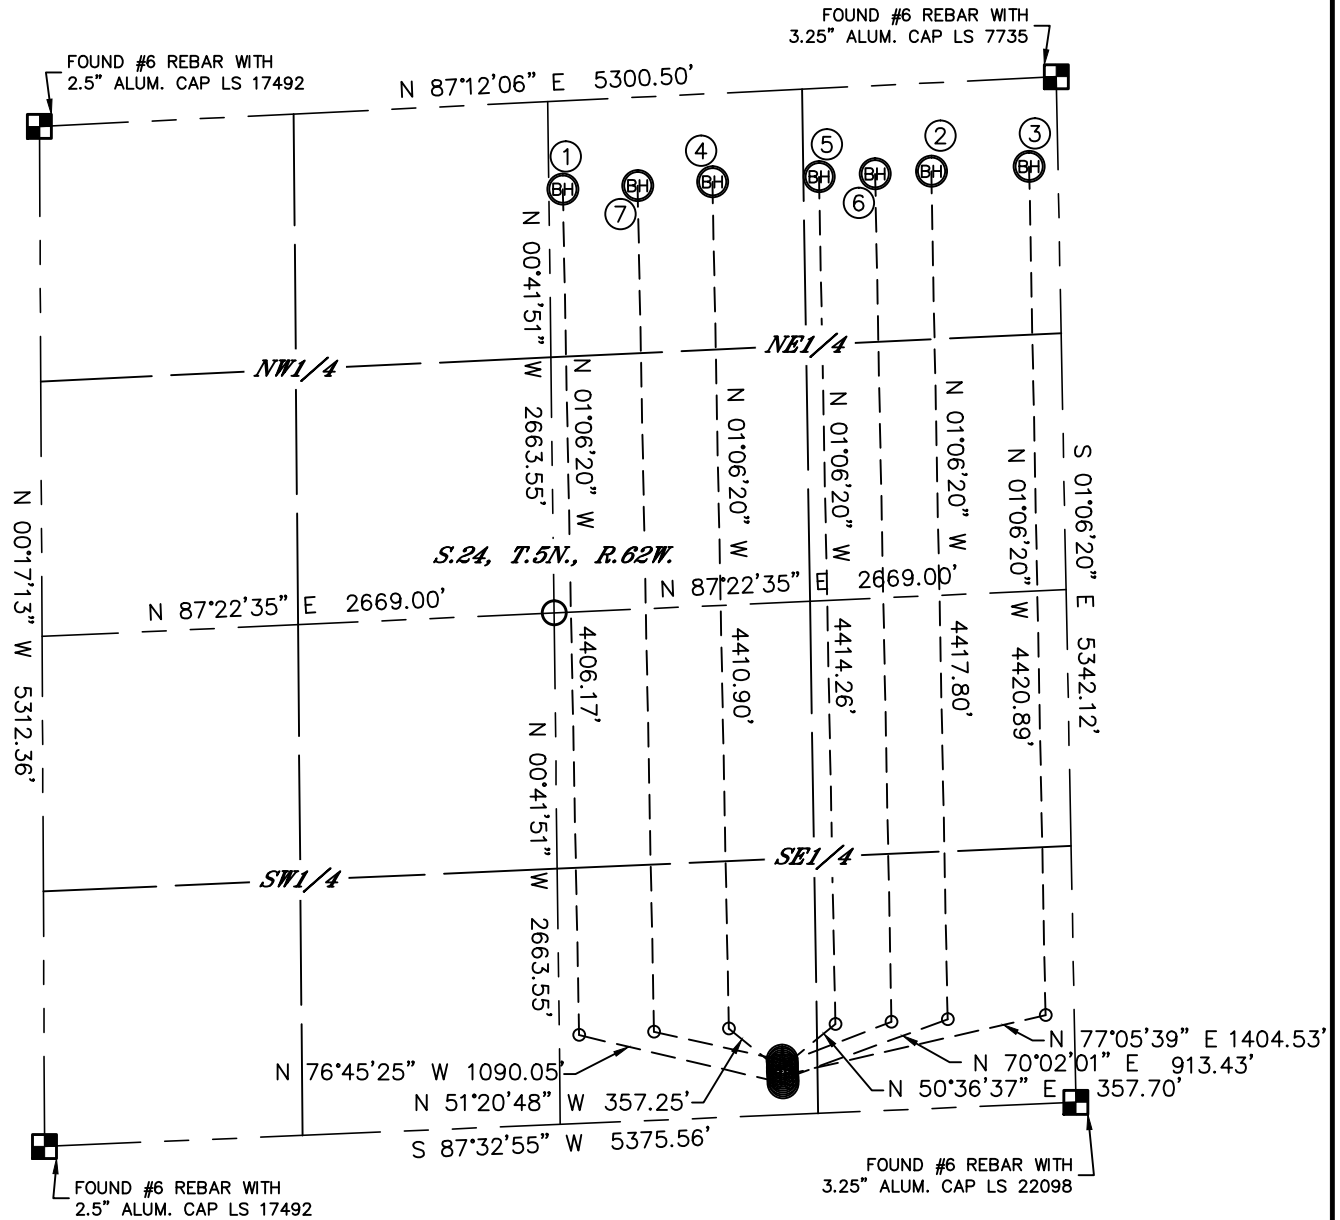 FOUND #6 REBAR WITH
3.25” ALUM. CAP LS 7735
FOUND #6 REBAR WITH
2.5” ALUM. CAP LS 17492
N 87°12'06” E 5300.50'
1
4
5
2
3
BH
BH
BH
BH
BH
BH
BH
7
6
N 00°41'51” W 2663.55'
NW1/4
NE1/4
N 01°06'20” W 4406.17'
N 01°06'20” W 4410.90'
N 01°06'20” W 4414.26'
N 01°06'20” W 4417.80'
N 01°06'20” W 4420.89'
S 01°06'20” E 5342.12'
N 00°17'13” W 5312.36'
S.24, T.5N., R.62W.
N 87°22'35” E 2669.00'
N 87°22'35” E 2669.00'
N 00°41'51” W 2663.55'
SW1/4
SE1/4
N 77°05'39” E 1404.53'
N 76°45'25” W 1090.05'
N 70°02'01” E 913.43'
N 51°20'48” W 357.25'
N 50°36'37” E 357.70'
S 87°32'55” W 5375.56'
FOUND #6 REBAR WITH
3.25” ALUM. CAP LS 22098
FOUND #6 REBAR WITH
2.5” ALUM. CAP LS 17492